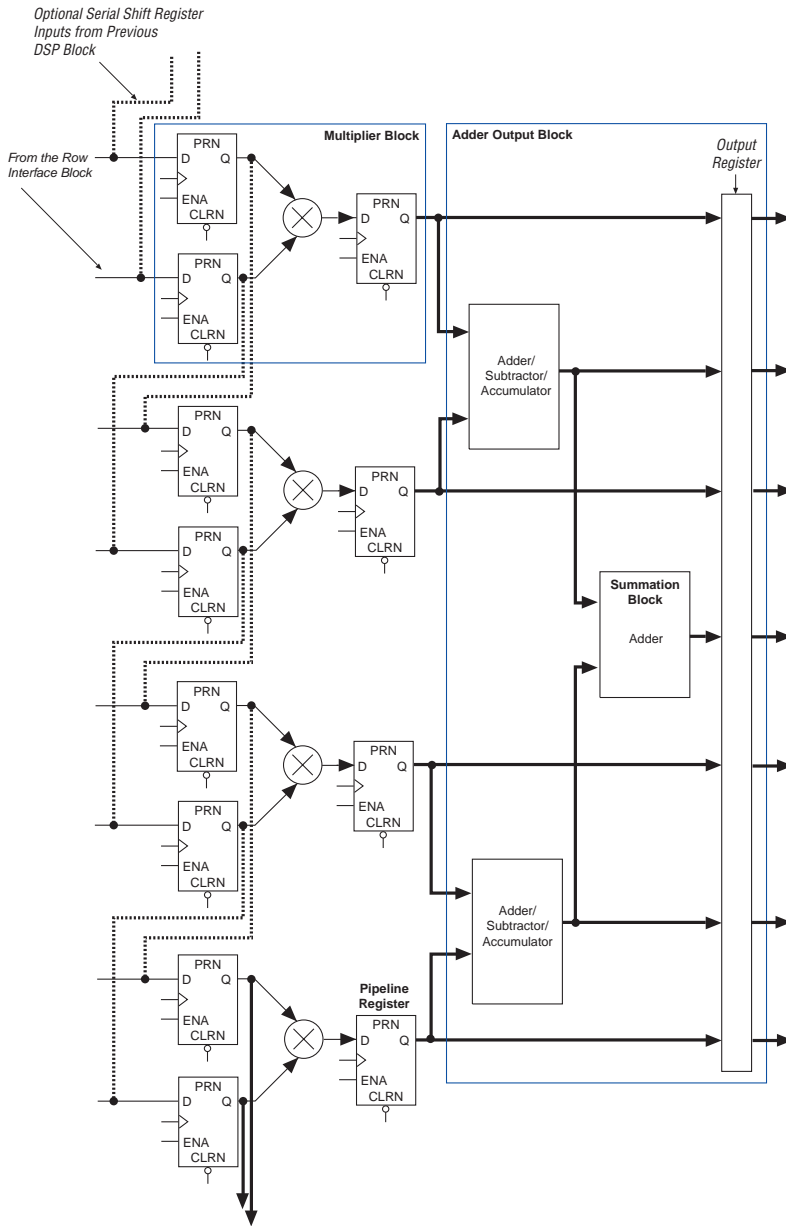 Optional Serial Shift Register
Inputs from Previous
DSP Block
From the Row
Interface Block
Multiplier Block
Adder Output Block
Output
Register
PRN
D Q
ENA
CLRN
PRN
D Q
ENA
CLRN
PRN
D Q
ENA
CLRN
Adder/
Subtractor/
Accumulator
PRN
D Q
ENA
CLRN
PRN
D Q
ENA
CLRN
PRN
D Q
ENA
CLRN
Summation
Block
Adder
PRN
D Q
ENA
CLRN
PRN
D Q
ENA
CLRN
PRN
D Q
ENA
CLRN
Adder/
Subtractor/
Accumulator
PRN
D Q
ENA
CLRN
Pipeline
Register
PRN
D Q
ENA
CLRN
PRN
D Q
ENA
CLRN